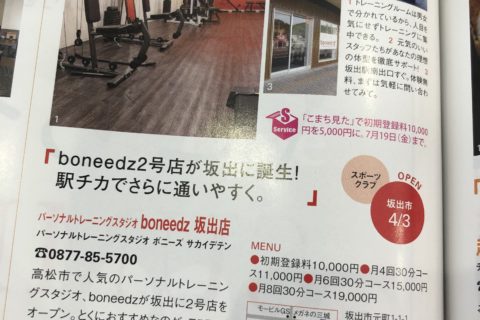 1 トレーニングルームは男女
で分かれているから、人目を
気にせずトレーニングに集
中できる。 2 元気のいい
スタッフたちがあなたの理想
の体型を徹底サポート! 3
坂出駅南出口すぐ。体験無
料、まずは気軽に問い合わ
せてみて。
1
3
S
Service
「こまち見た」で初期登録料10,000
円を5,000円に。7月19日(金)まで。
「boneedz2号店が坂出に誕生!
駅チカでさらに通いやすく。」
スポーツ
クラブ
OPEN
坂出市
4/3
パーソナルトレーニングスタジオ boneedz 坂出店
パーソナルトレーニングスタジオ ボニーズ サカイデテン
☎0877-85-5700
高松市で人気のパーソナルトレーニン
グスタジオ、boneedzが坂出に2号店を
オープン。とくにおすすめなのが、
MENU
●初期登録料10,000円 ●月4回30分コー
ス11,000円 ●月6回30分コース15,000円
●月8回30分コース19,000円
モービルGS メガネの三城
坂出市元町1-1-1